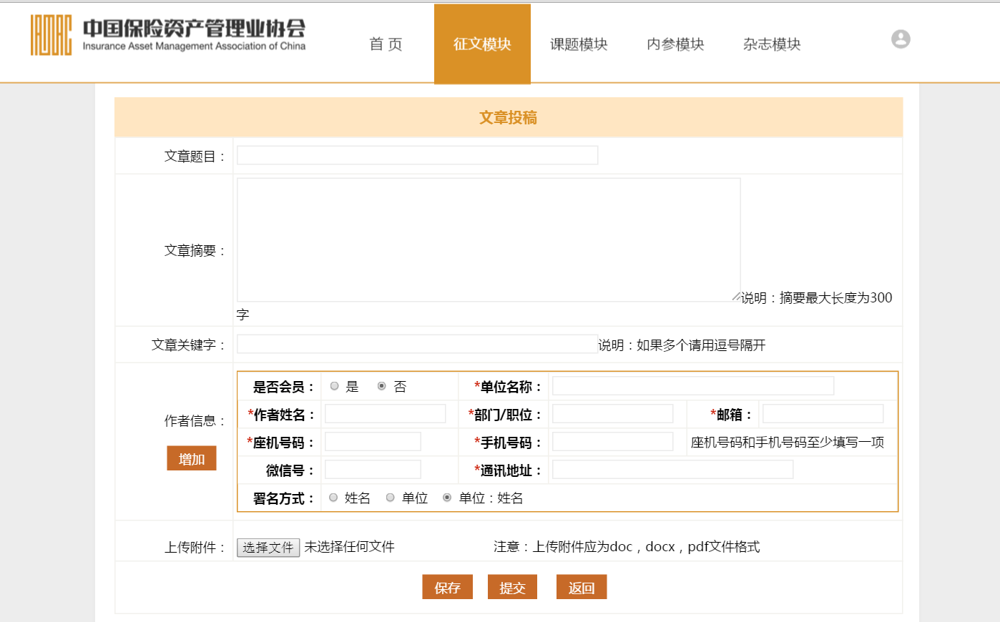 IAMAC 中国保险资产管理业协会
Insurance Asset Management Association of China
首 页 征文模块 课题模块 内参模块 杂志模块
文章投稿
文章题目：
文章摘要：
说明：摘要最大长度为300
字
文章关键字： 说明：如果多个请用逗号隔开
作者信息：
增加
是否会员： 是 否 *单位名称：
*作者姓名： *部门/职位： *邮箱：
*座机号码： *手机号码： 座机号码和手机号码至少填写一项
微信号： *通讯地址：
署名方式： 姓名 单位 单位：姓名
上传附件： 选择文件 未选择任何文件 注意：上传附件应为doc，docx，pdf文件格式
保存 提交 返回